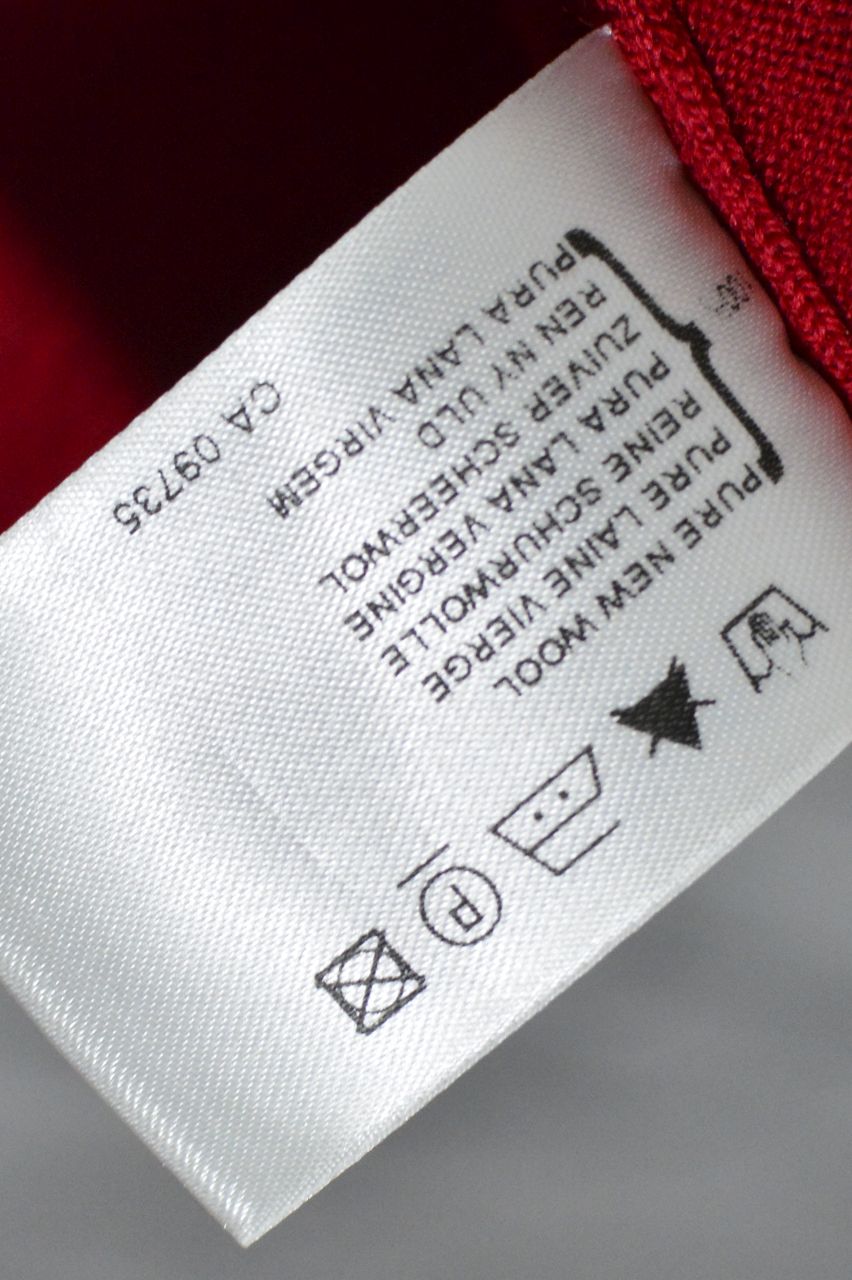 P
PURE NEW WOOL
PURE LAINE VIERGE
REINE SCHURWOLLE
PURA LANA VERGINE
ZUIVER SCHEERWOL
REN NY ULD
PURA LANA VIRGEM
CA 09735